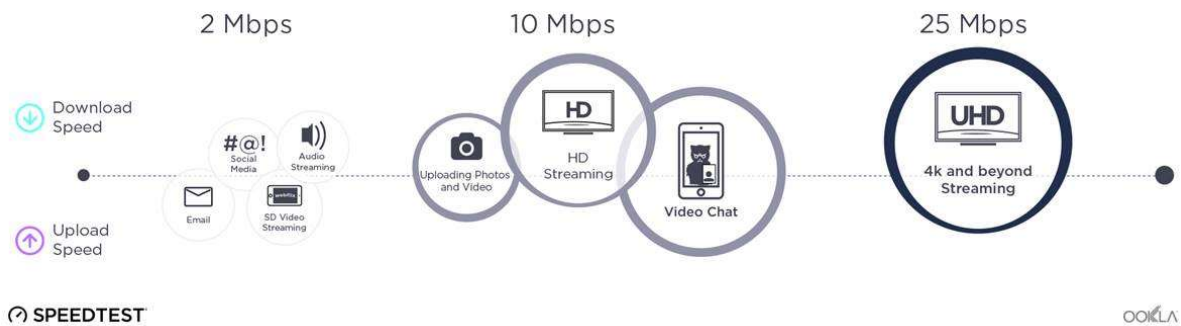 2 Mbps
10 Mbps
25 Mbps
Download
Speed
#@!
Social
Media
Audio
Streaming
Email
SD Video
Streaming
Uploading Photos
and Video
HD
HD
Streaming
Video Chat
UHD
4k and beyond
Streaming
Upload
Speed
SPEEDTEST
OOKLA